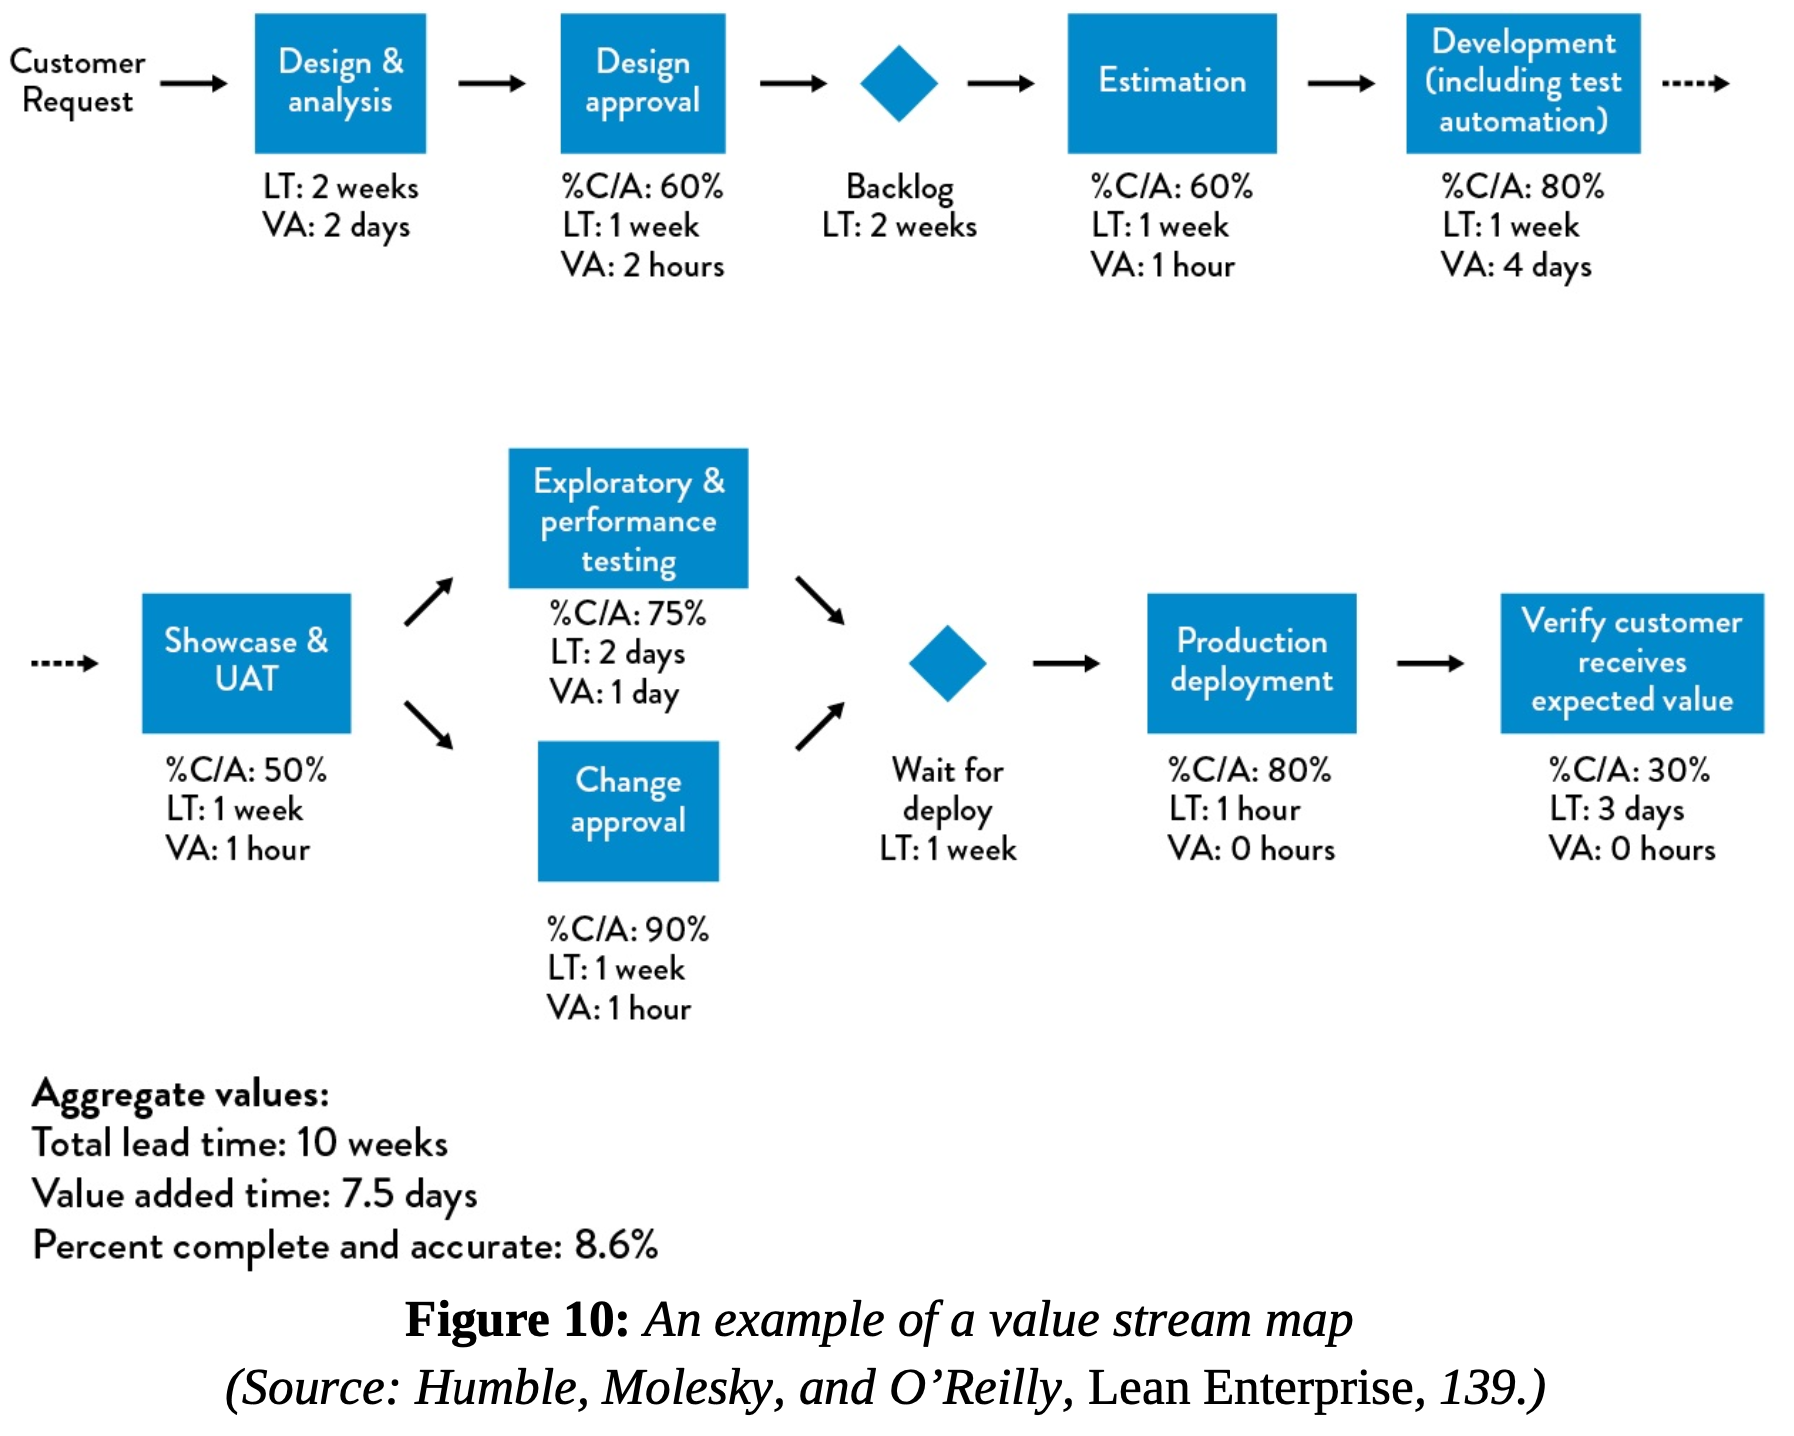 Customer
Request
Design &
analysis
LT: 2 weeks
VA: 2 days
Design
approval
%C/A: 60%
LT: 1 week
VA: 2 hours
Backlog
LT: 2 weeks
Estimation
%C/A: 60%
LT: 1 week
VA: 1 hour
Development
(including test
automation)
%C/A: 80%
LT: 1 week
VA: 4 days
Showcase &
UAT
%C/A: 50%
LT: 1 week
VA: 1 hour
Exploratory &
performance
testing
%C/A: 75%
LT: 2 days
VA: 1 day
Change
approval
%C/A: 90%
LT: 1 week
VA: 1 hour
Wait for
deploy
LT: 1 week
Production
deployment
%C/A: 80%
LT: 1 hour
VA: 0 hours
Verify customer
receives
expected value
%C/A: 30%
LT: 3 days
VA: 0 hours
Aggregate values:
Total lead time: 10 weeks
Value added time: 7.5 days
Percent complete and accurate: 8.6%
Figure 10: An example of a value stream map
(Source: Humble, Molesky, and O’Reilly, Lean Enterprise, 139.)